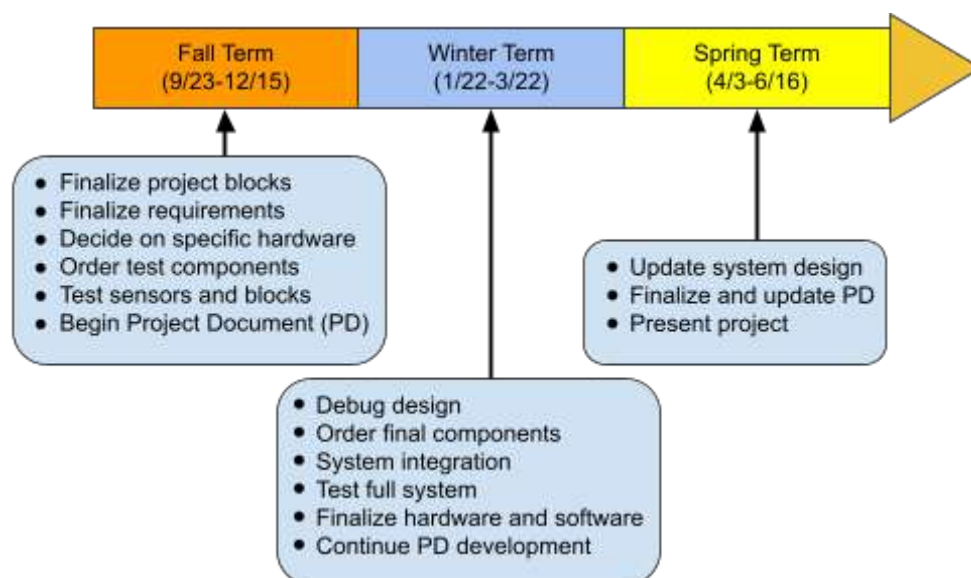 Fall Term
(9/23-12/15)
Winter Term
(1/22-3/22)
Spring Term
(4/3-6/16)
● Finalize project blocks
● Finalize requirements
● Decide on specific hardware
● Order test components
● Test sensors and blocks
● Begin Project Document (PD)
● Update system design
● Finalize and update PD
● Present project
● Debug design
● Order final components
● System integration
● Test full system
● Finalize hardware and software
● Continue PD development